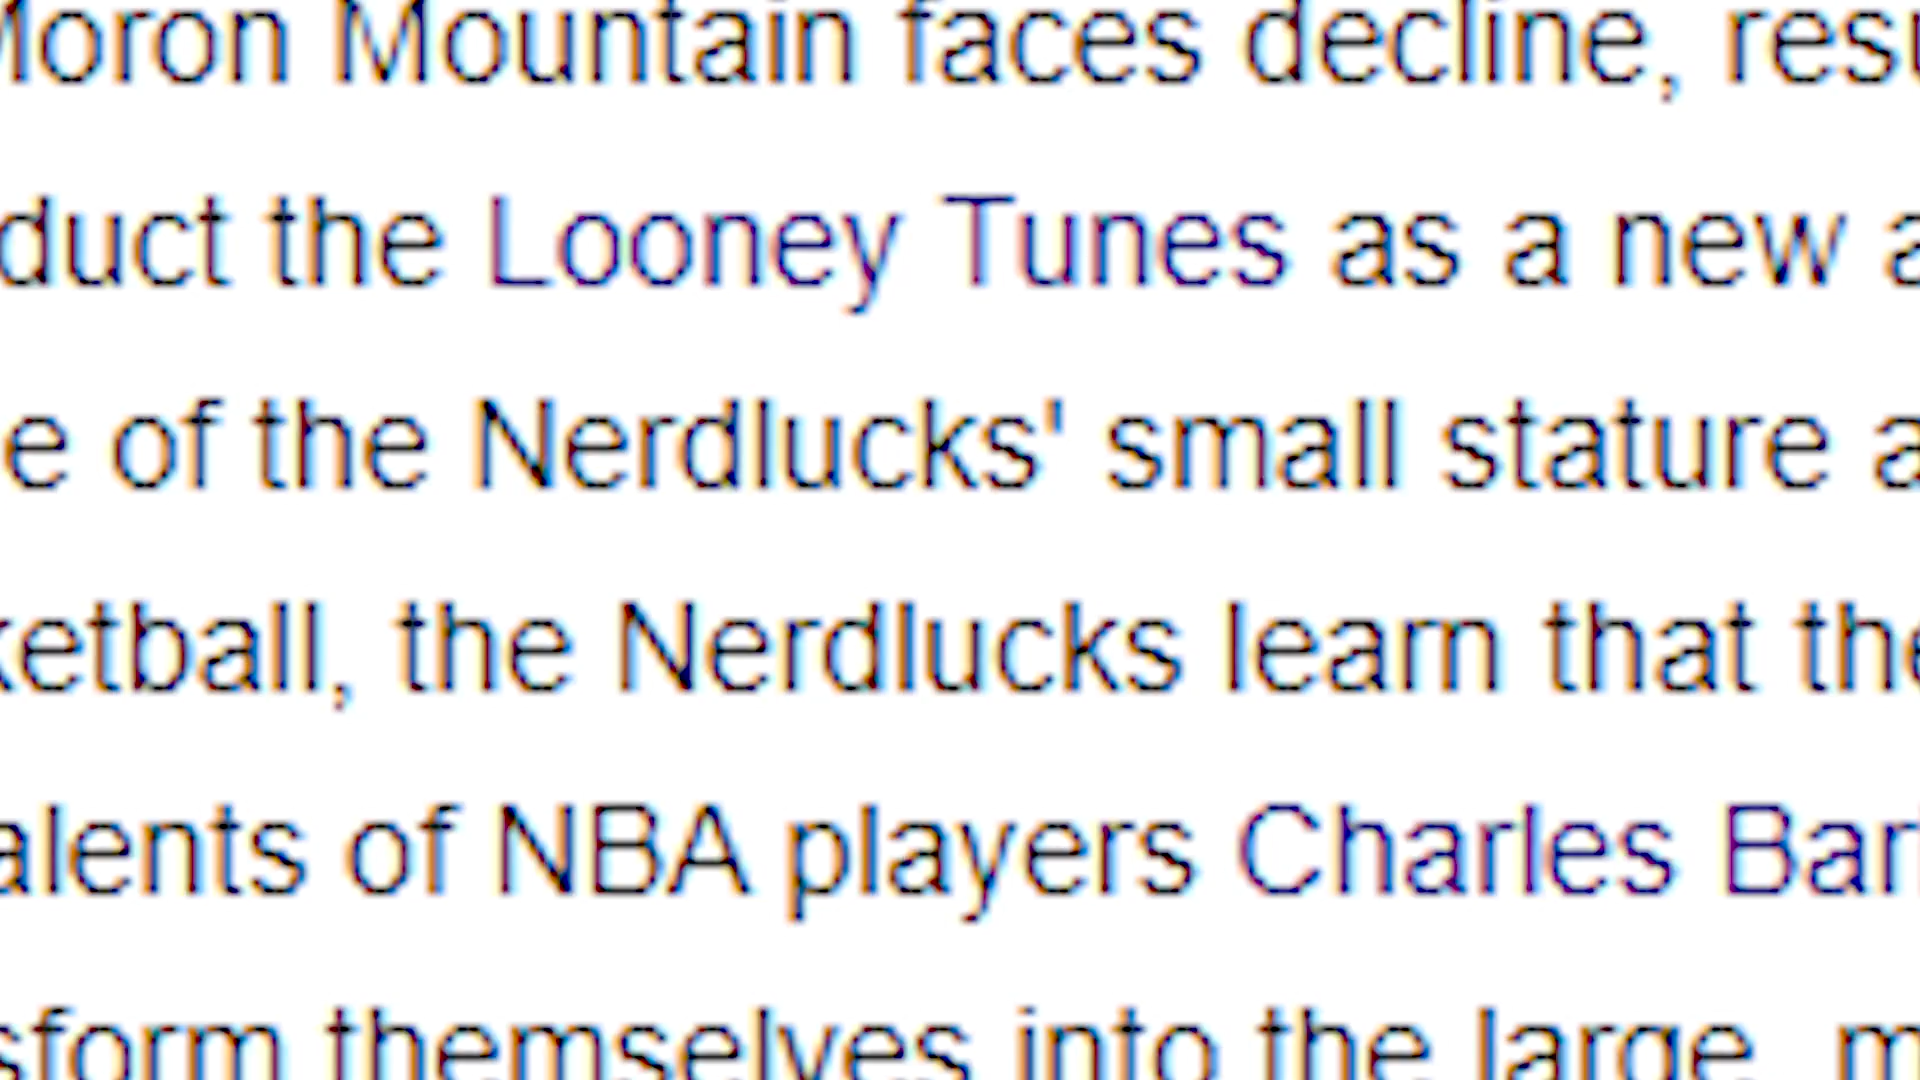 Moron Mountain faces decline, resu
duct the Looney Tunes as a new a
e of the Nerdlucks' small stature a
ketball, the Nerdlucks learn that the
alents of NBA players Charles Bar
sform themselves into the large, m